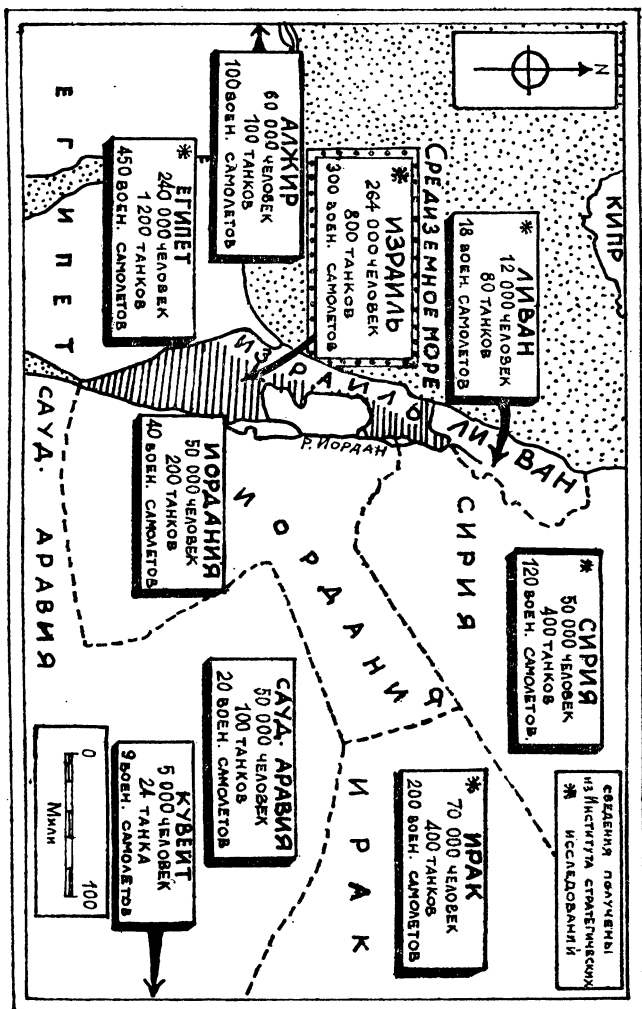 N
КИПР
СВЕДЕНИЯ ПОЛУЧЕНЫ
ИЗ ИНСТИТУТА СТРАТЕГИЧЕСКИХ
* ИССЛЕДОВАНИЙ
* СИРИЯ
50 000 ЧЕЛОВЕК
400 ТАНКОВ
120 ВОЕН. САМОЛЕТОВ.
* ЛИВАН
12 000 ЧЕЛОВЕК
80 ТАНКОВ
18 ВОЕН. САМОЛЕТОВ
ЛИВАН
СИРИЯ
* ИРАК
70 000 ЧЕЛОВЕК
400 ТАНКОВ
200 ВОЕН. САМОЛЕТОВ
СРЕДИЗЕМНОЕ МОРЕ
* ИЗРАИЛЬ
264 000 ЧЕЛОВЕК
800 ТАНКОВ
300 ВОЕН. САМОЛЕТОВ
ИЗРАИЛЬ
Р. ИОРДАН
ИОРДАНИЯ
ИРАК
АЛЖИР
60 000 ЧЕЛОВЕК
100 ТАНКОВ
100 ВОЕН. САМОЛЕТОВ
САУД. АРАВИЯ
50 000 ЧЕЛОВЕК
100 ТАНКОВ
20 ВОЕН. САМОЛЕТОВ
* ЕГИПЕТ
240 000 ЧЕЛОВЕК
1200 ТАНКОВ
450 ВОЕН. САМОЛЕТОВ
ИОРДАНИЯ
50 000 ЧЕЛОВЕК
200 ТАНКОВ
40 ВОЕН. САМОЛЕТОВ
КУВЕЙТ
5 000 ЧЕЛОВЕК
24 ТАНКА
9 ВОЕН. САМОЛЕТОВ
ЕГИПЕТ
САУД. АРАВИЯ
0 100
Мили